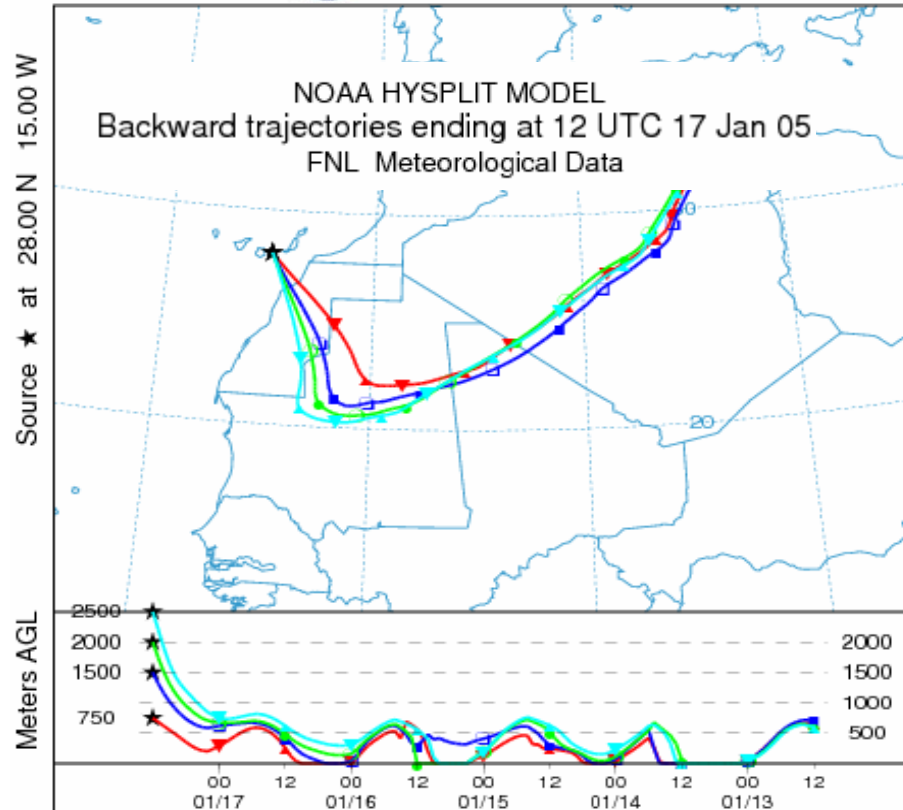 NOAA HYSPLIT MODEL
Backward trajectories ending at 12 UTC 17 Jan 05
FNL Meteorological Data
Source ★ at 28.00 N 15.00 W
20
Meters AGL
2500
2000 2000
1500 1500
1000
750
500
00 12 00 12 00 12 00 12 00 12
01/17 01/16 01/15 01/14 01/13